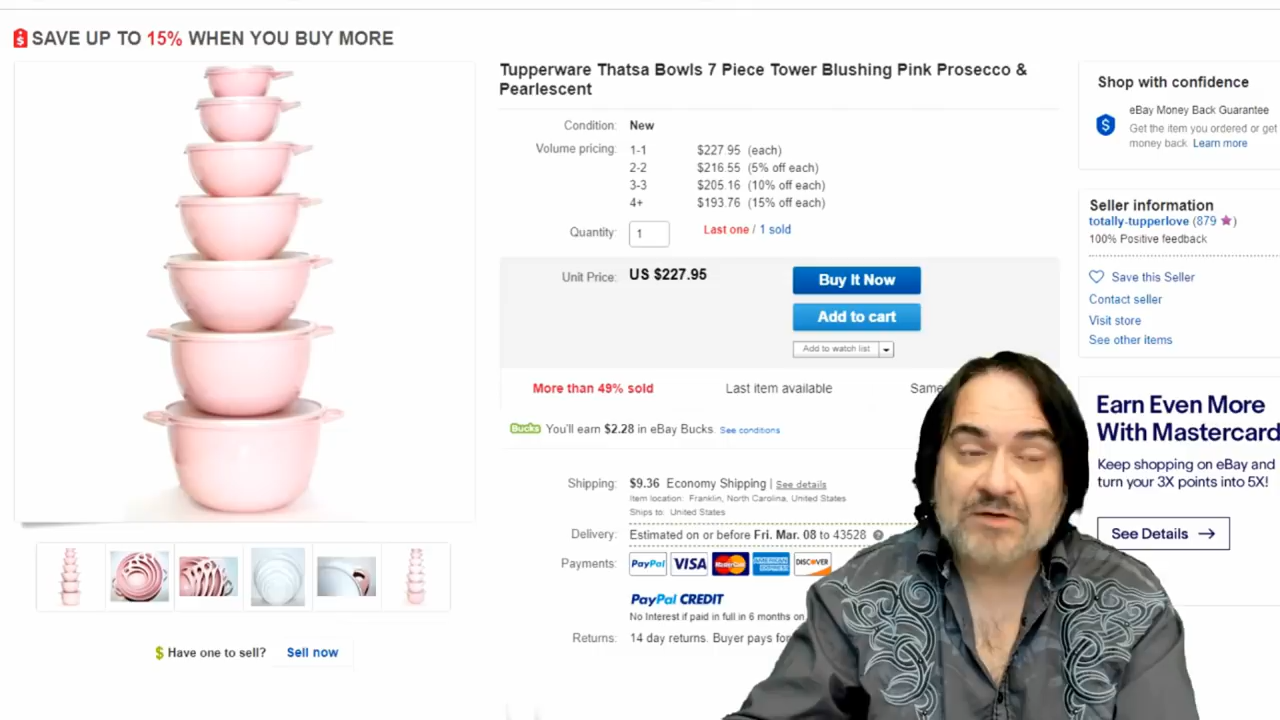 SAVE UP TO 15% WHEN YOU BUY MORE
Tupperware Thatsa Bowls 7 Piece Tower Blushing Pink Prosecco &
Pearlescent
Condition: New
Volume pricing: 1-1 $227.95 (each)
2-2 $216.55 (5% off each)
3-3 $205.16 (10% off each)
4+ $193.76 (15% off each)
Quantity: 1 Last one / 1 sold
Unit Price: US $227.95 Buy It Now
Add to cart
Add to watch list
More than 49% sold Last item available Same
Bucks You'll earn $2.28 in eBay Bucks. See conditions
Shipping: $9.36 Economy Shipping | See details
Item location: Franklin, North Carolina, United States
Ships to: United States
Delivery: Estimated on or before Fri. Mar. 08 to 43528
Payments: PayPal VISA MasterCard AMERICAN EXPRESS DISCOVER
PayPal CREDIT
No Interest if paid in full in 6 months on
Returns: 14 day returns. Buyer pays for
$ Have one to sell? Sell now
Shop with confidence
eBay Money Back Guarantee
Get the item you ordered or get
money back. Learn more
Seller information
totally-tupperlove (879)
100% Positive feedback
Save this Seller
Contact seller
Visit store
See other items
Earn Even More
With Mastercard
Keep shopping on eBay and
turn your 3X points into 5X!
See Details →